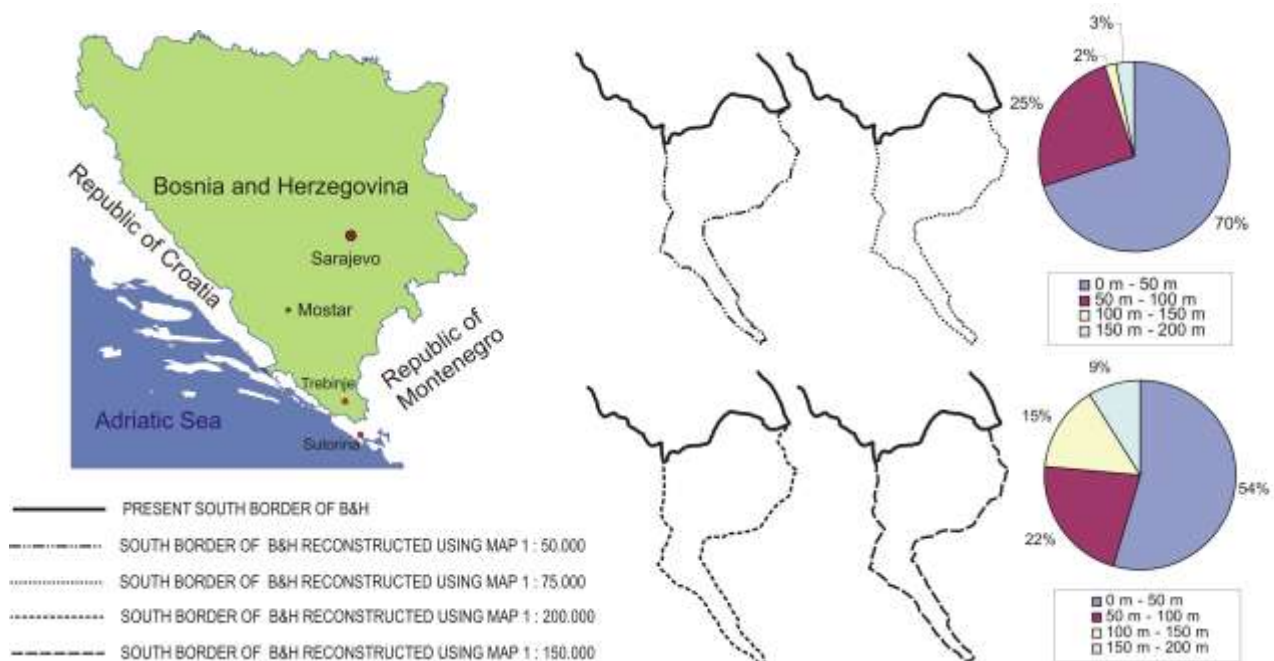 Bosnia and Herzegovina
Republic of Croatia
Sarajevo
Mostar
Republic of
Montenegro
Trebinje
Adriatic Sea
Sutorina
PRESENT SOUTH BORDER OF B&H
SOUTH BORDER OF B&H RECONSTRUCTED USING MAP 1 : 50.000
SOUTH BORDER OF B&H RECONSTRUCTED USING MAP 1 : 75.000
SOUTH BORDER OF B&H RECONSTRUCTED USING MAP 1 : 200.000
SOUTH BORDER OF B&H RECONSTRUCTED USING MAP 1 : 150.000
3%
2%
25%
70%
0 m - 50 m
50 m - 100 m
100 m - 150 m
150 m - 200 m
9%
15%
54%
22%
0 m - 50 m
50 m - 100 m
100 m - 150 m
150 m - 200 m